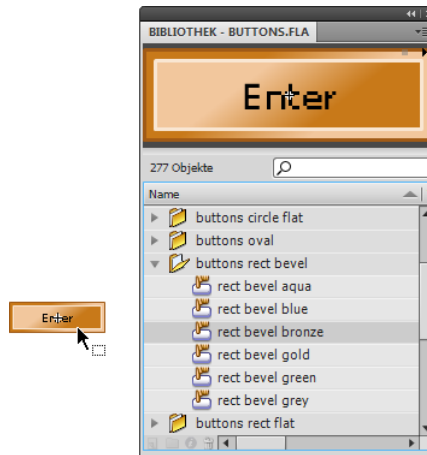 BIBLIOTHEK - BUTTONS.FLA
Enter
277 Objekte
Name
buttons circle flat
buttons oval
buttons rect bevel
rect bevel aqua
rect bevel blue
rect bevel bronze
rect bevel gold
rect bevel green
rect bevel grey
buttons rect flat
Enter